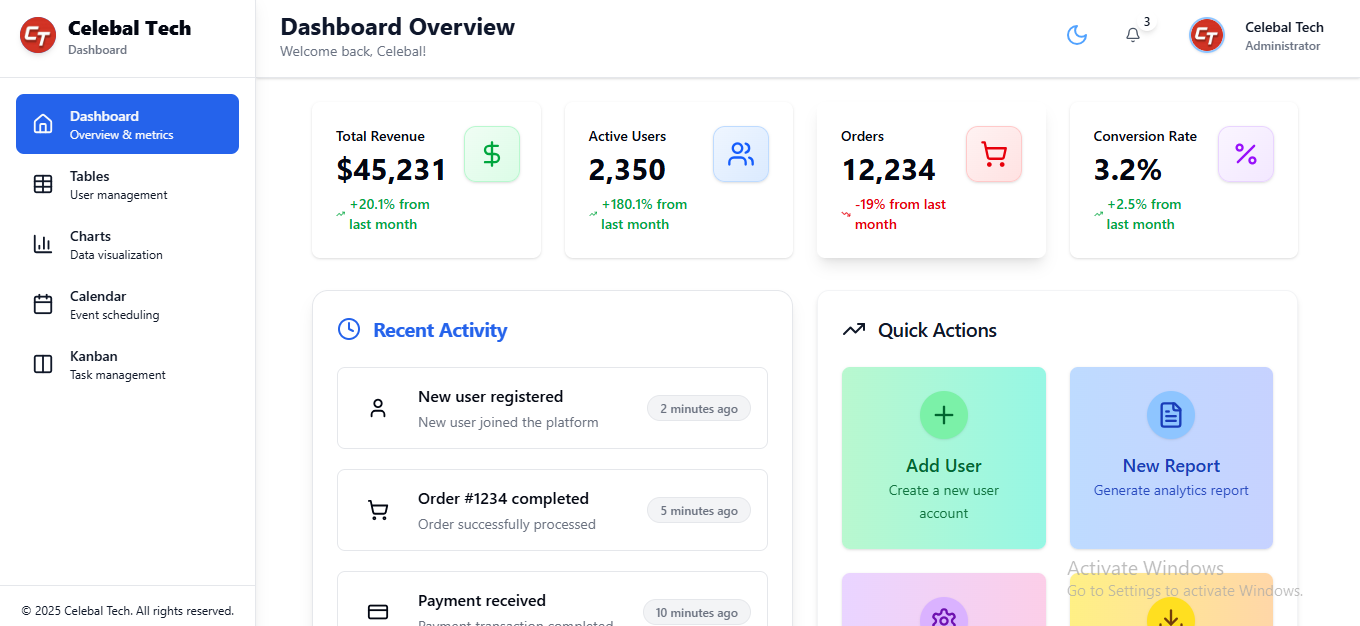 CT
Celebal Tech
Dashboard
Dashboard Overview
Welcome back, Celebal!
3
CT
Celebal Tech
Administrator
Dashboard
Overview & metrics
Tables
User management
Charts
Data visualization
Calendar
Event scheduling
Kanban
Task management
© 2025 Celebal Tech. All rights reserved.
Total Revenue
$45,231
+20.1% from
last month
Active Users
2,350
+180.1% from
last month
Orders
12,234
-19% from last
month
Conversion Rate
3.2%
+2.5% from
last month
Recent Activity
New user registered
New user joined the platform
2 minutes ago
Order #1234 completed
Order successfully processed
5 minutes ago
Payment received
Payment transaction completed
10 minutes ago
Quick Actions
Add User
Create a new user
account
New Report
Generate analytics report
Activate Windows
Go to Settings to activate Windows.